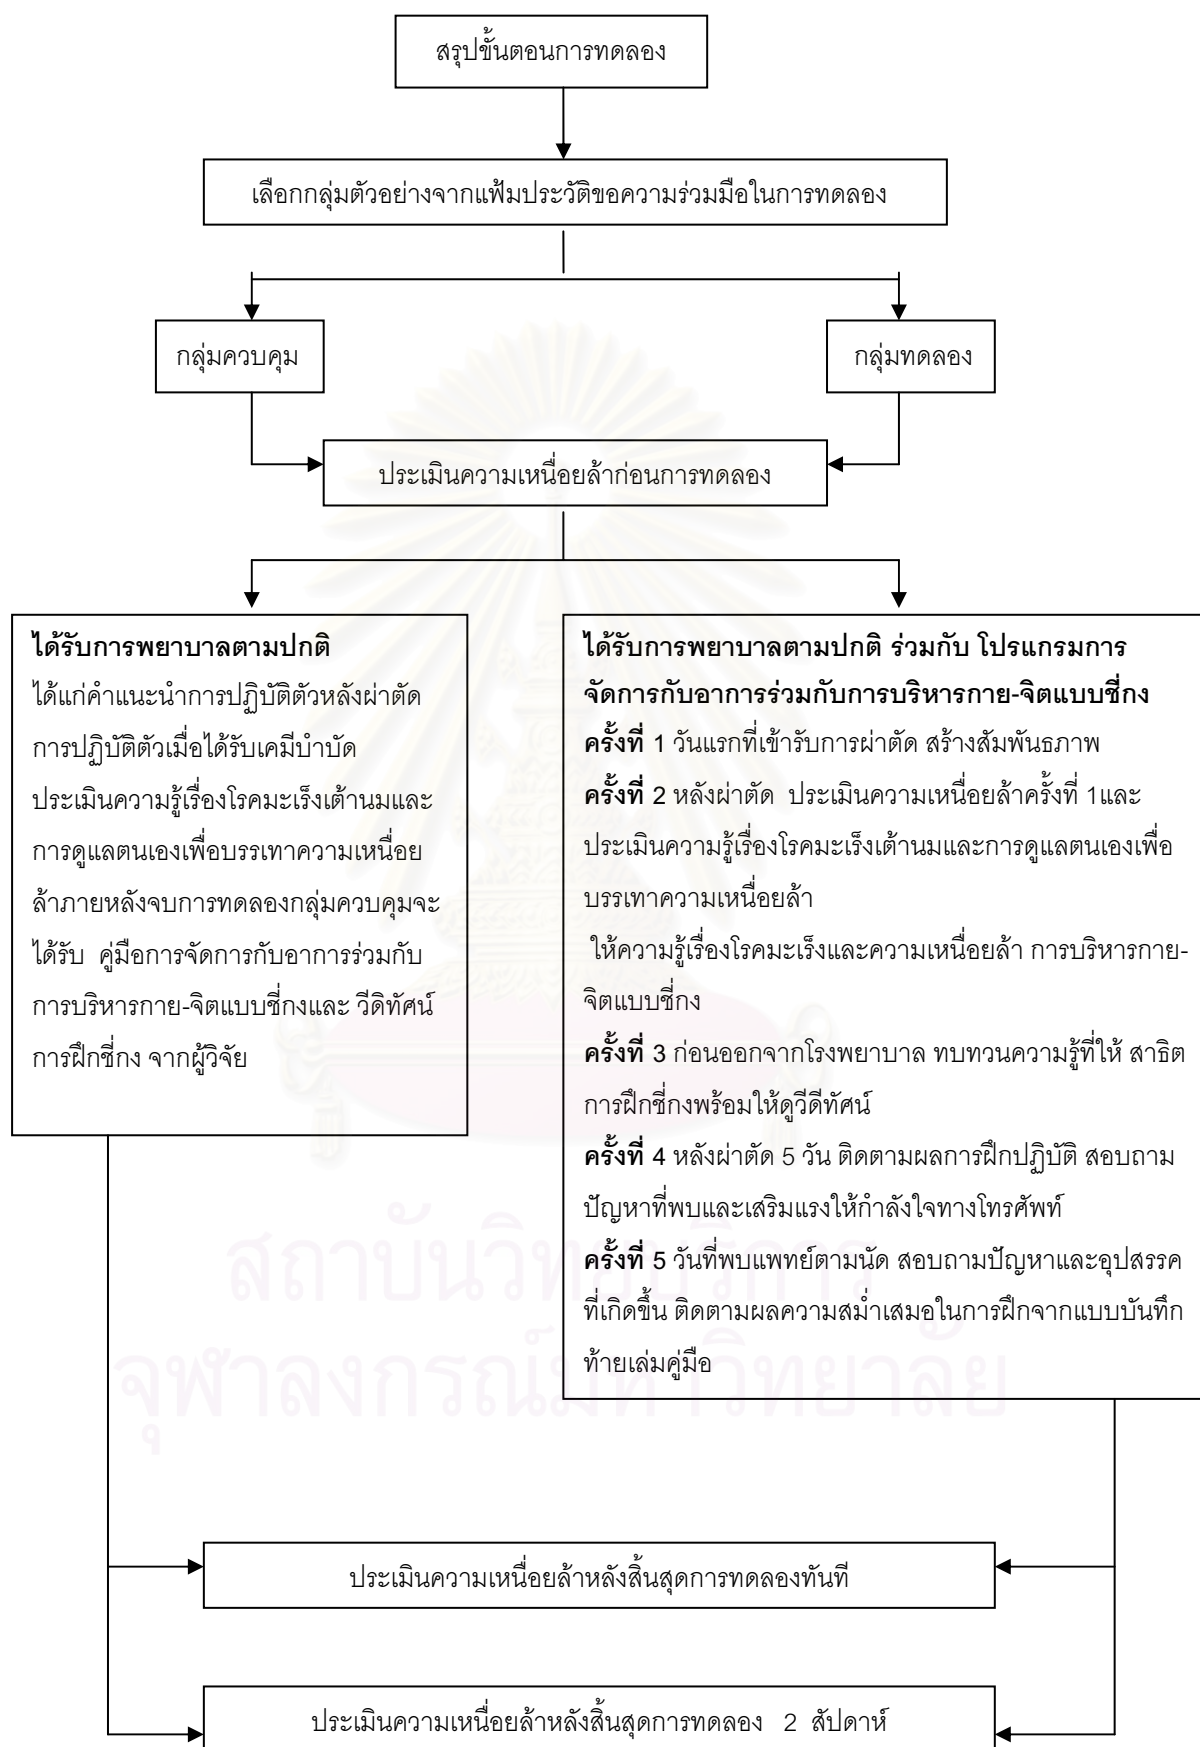 สรุปขั้นตอนการทดลอง
เลือกกลุ่มตัวอย่างจากแฟ้มประวัติขอความร่วมมือในการทดลอง
กลุ่มควบคุม
กลุ่มทดลอง
ประเมินความเหนื่อยล้าก่อนการทดลอง
ได้รับการพยาบาลตามปกติ
ได้แก่คำแนะนำการปฏิบัติตัวหลังผ่าตัด
การปฏิบัติตัวเมื่อได้รับเคมีบำบัด
ประเมินความรู้เรื่องโรคมะเร็งเต้านมและ
การดูแลตนเองเพื่อบรรเทาความเหนื่อย
ล้าภายหลังจบการทดลองกลุ่มควบคุมจะ
ได้รับ คู่มือการจัดการกับอาการร่วมกับ
การบริหารกาย-จิตแบบชี่กงและ วีดิทัศน์
การฝึกชี่กง จากผู้วิจัย
ได้รับการพยาบาลตามปกติ ร่วมกับ โปรแกรมการ
จัดการกับอาการร่วมกับการบริหารกาย-จิตแบบชี่กง
ครั้งที่ 1 วันแรกที่เข้ารับการผ่าตัด สร้างสัมพันธภาพ
ครั้งที่ 2 หลังผ่าตัด ประเมินความเหนื่อยล้าครั้งที่ 1และ
ประเมินความรู้เรื่องโรคมะเร็งเต้านมและการดูแลตนเองเพื่อ
บรรเทาความเหนื่อยล้า
ให้ความรู้เรื่องโรคมะเร็งและความเหนื่อยล้า การบริหารกาย-
จิตแบบชี่กง
ครั้งที่ 3 ก่อนออกจากโรงพยาบาล ทบทวนความรู้ที่ให้ สาธิต
การฝึกชี่กงพร้อมให้ดูวีดีทัศน์
ครั้งที่ 4 หลังผ่าตัด 5 วัน ติดตามผลการฝึกปฏิบัติ สอบถาม
ปัญหาที่พบและเสริมแรงให้กำลังใจทางโทรศัพท์
ครั้งที่ 5 วันที่พบแพทย์ตามนัด สอบถามปัญหาและอุปสรรค
ที่เกิดขึ้น ติดตามผลความสม่ำเสมอในการฝึกจากแบบบันทึก
ท้ายเล่มคู่มือ
สถาบันวิทยบริการ
จุฬาลงกรณ์มหาวิทยาลัย
ประเมินความเหนื่อยล้าหลังสิ้นสุดการทดลองทันที
ประเมินความเหนื่อยล้าหลังสิ้นสุดการทดลอง 2 สัปดาห์